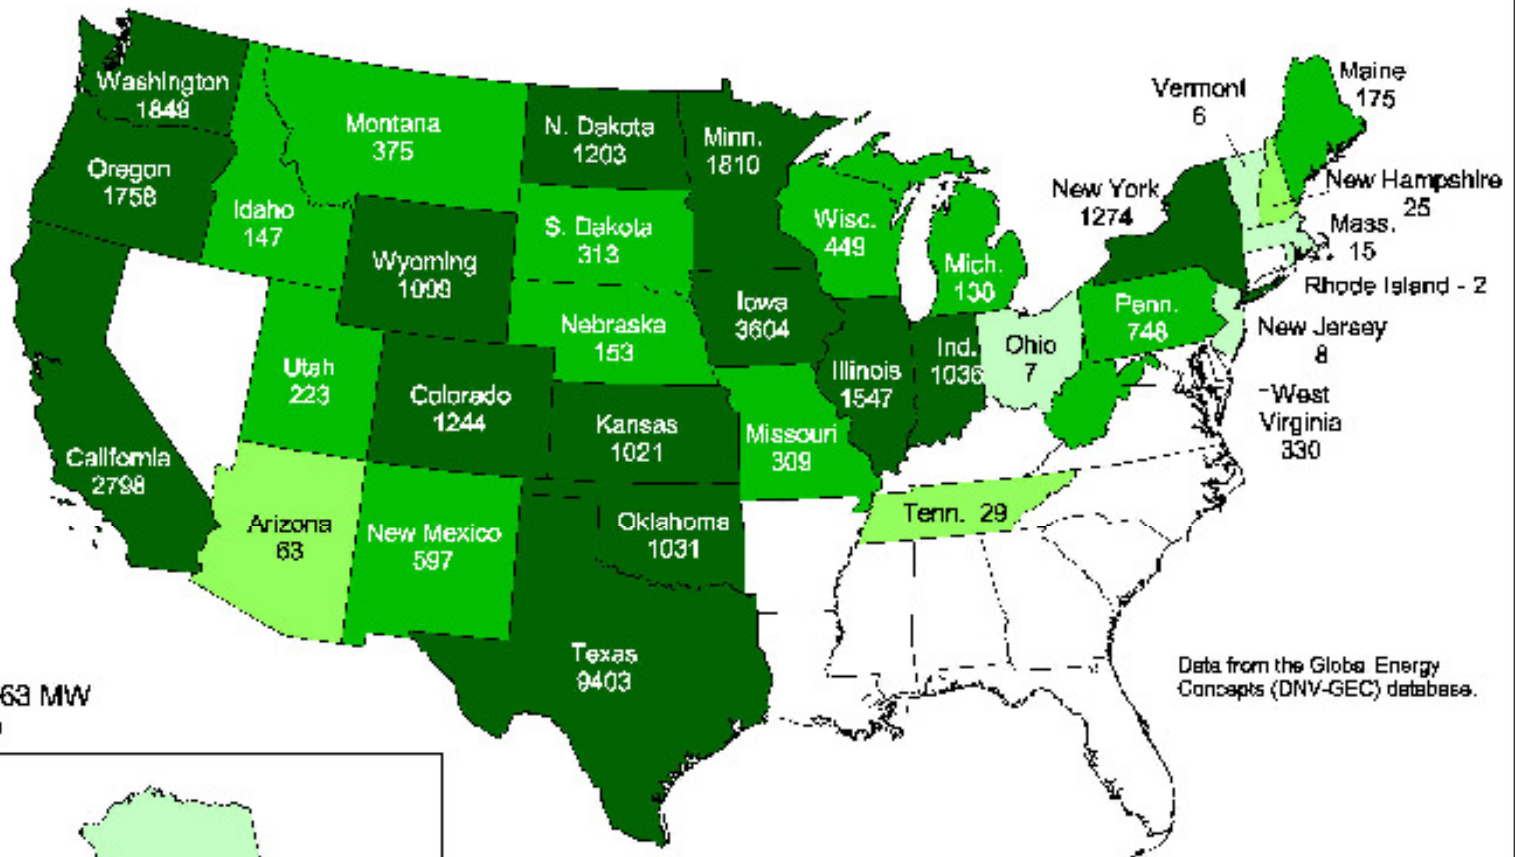 Washington
1849
Oregon
1758
California
2798
Idaho
147
Montana
375
Wyoming
1099
Utah
223
Colorado
1244
Arizona
63
New Mexico
597
N. Dakota
1203
S. Dakota
313
Nebraska
153
Kansas
1021
Oklahoma
1031
Texas
9403
Minn.
1810
Iowa
3604
Missouri
309
Wisc.
449
Illinois
1547
Mich.
Ind.
1036
Ohio
7
Tenn. 29
Penn.
748
New York
1274
Vermont
6
Maine
175
New Hampshire
25
Mass.
15
Rhode Island - 2
New Jersey
8
West
Virginia
330
Data from the Global Energy
Concepts (DNV-GEC) database.
63 MW